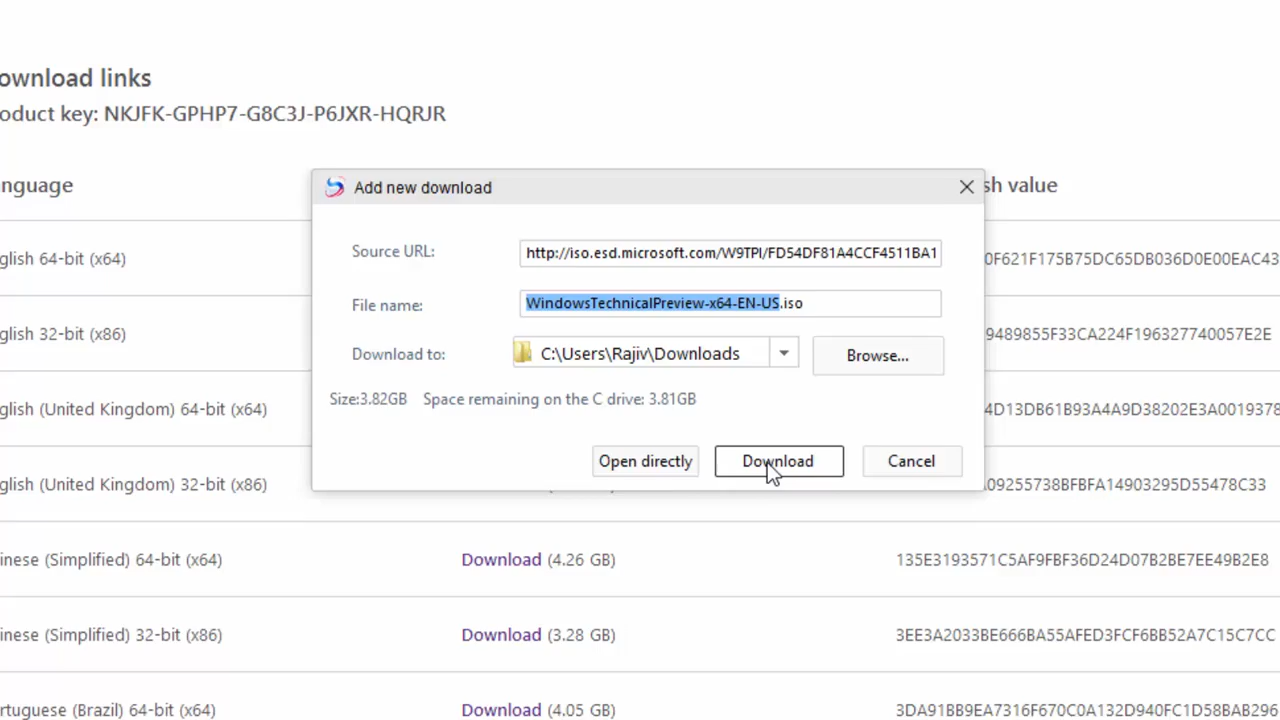 ownload links
oduct key: NKJFK-GPHP7-G8C3J-P6JXR-HQRJR
nguage
sh value
Add new download
Source URL: http://iso.esd.microsoft.com/W9TPI/FD54DF81A4CCF4511BA1
File name: WindowsTechnicalPreview-x64-EN-US.iso
Download to: C:\Users\Rajiv\Downloads Browse...
Size:3.82GB Space remaining on the C drive: 3.81GB
Open directly Download Cancel
glish 64-bit (x64) 0F621F175B75DC65DB036D0E00EAC43
glish 32-bit (x86) 9489855F33CA224F196327740057E2E
glish (United Kingdom) 64-bit (x64) 4D13DB61B93A4A9D38202E3A0019378
glish (United Kingdom) 32-bit (x86) 09255738BFBFA14903295D55478C33
inese (Simplified) 64-bit (x64) Download (4.26 GB) 135E3193571C5AF9FBF36D24D07B2BE7EE49B2E8
inese (Simplified) 32-bit (x86) Download (3.28 GB) 3EE3A2033BE666BA55AFED3FCF6BB52A7C15C7CC
rtuguese (Brazil) 64-bit (x64) Download (4.05 GB) 3DA91BB9EA7316F670C0A132D940FC1D58BAB296